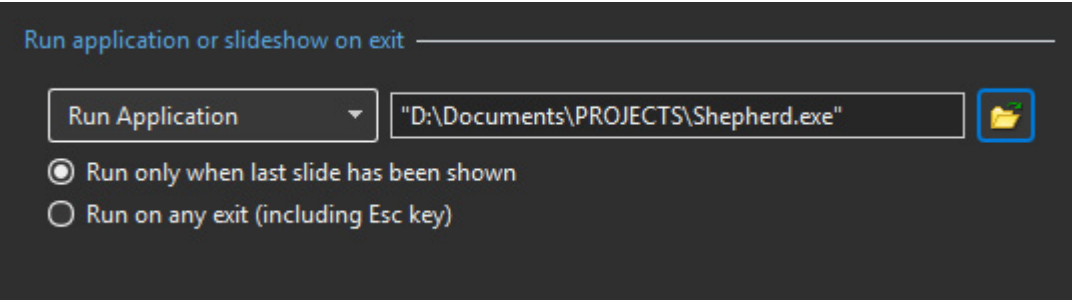 Run application or slideshow on exit
Run Application "D:\Documents\PROJECTS\Shepherd.exe"
Run only when last slide has been shown
Run on any exit (including Esc key)